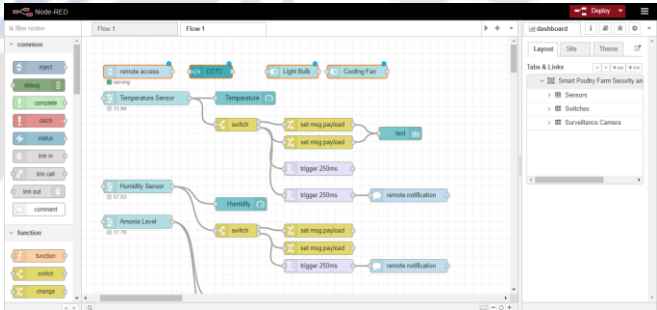 Node-RED
Deploy
filter nodes
Flow 1
Flow 1
dashboard
common
inject
debug
complete
catch
status
link in
link call
link out
comment
function
function
switch
change
remote access
serving
CCTV
Light Bulb
Cooling Fan
Temperature Sensor
31.94
Temperature
switch
set msg.payload
set msg.payload
text
trigger 250ms
trigger 250ms
remote notification
Humidity Sensor
57.83
Humidity
Amonia Level
switch
set msg.payload
set msg.payload
trigger 250ms
remote notification
Layout
Site
Theme
Tabs & Links
+ tab
+ link
Smart Poultry Farm Security an
Sensors
Switches
Surveillance Camera